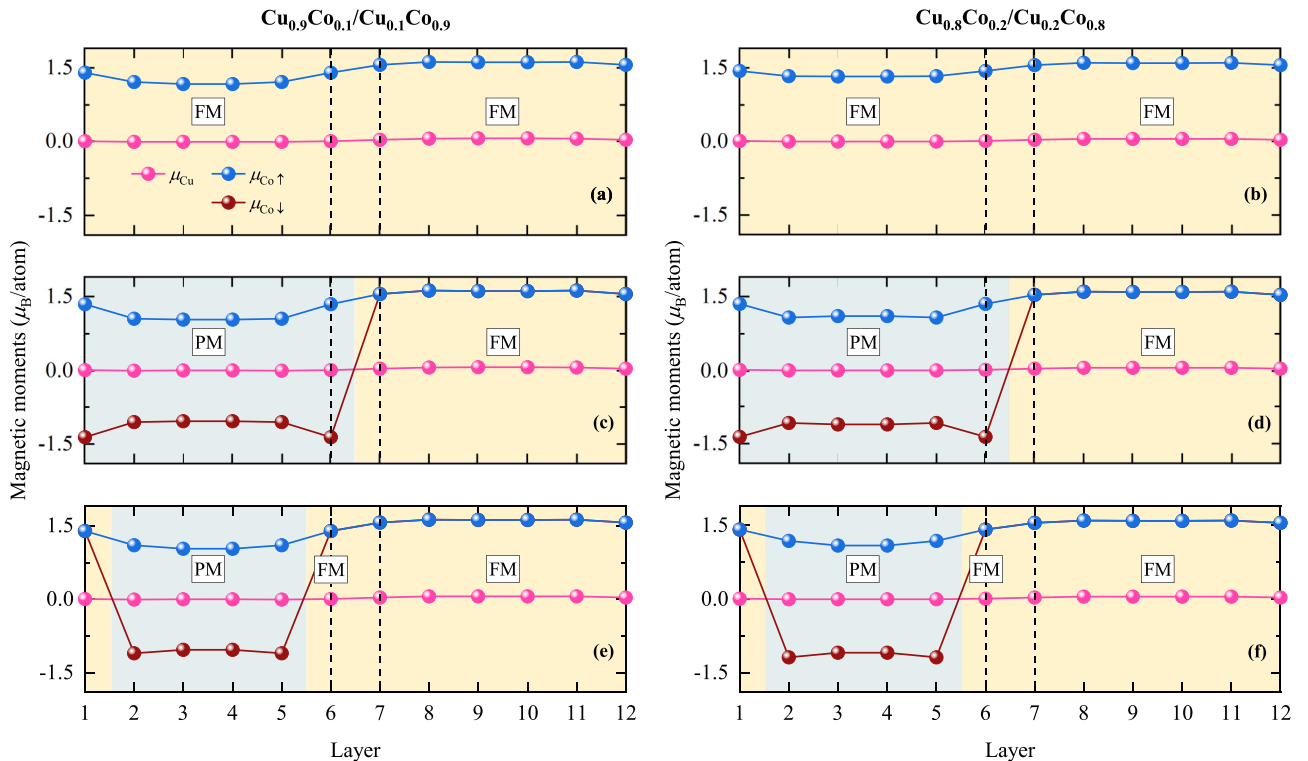 Cu0.9Co0.1/Cu0.1Co0.9
Cu0.8Co0.2/Cu0.2Co0.8
Magnetic moments (μB/atom)
1.5
0.0
-1.5
FM
FM
μCu
μCo↑
μCo↓
(a)
1.5
0.0
-1.5
FM
FM
(b)
1.5
0.0
-1.5
PM
FM
(c)
Magnetic moments (μB/atom)
1.5
0.0
-1.5
PM
FM
(d)
1.5
0.0
-1.5
PM
FM
FM
(e)
1 2 3 4 5 6 7 8 9 10 11 12
Layer
1.5
0.0
-1.5
PM
FM
FM
(f)
1 2 3 4 5 6 7 8 9 10 11 12
Layer